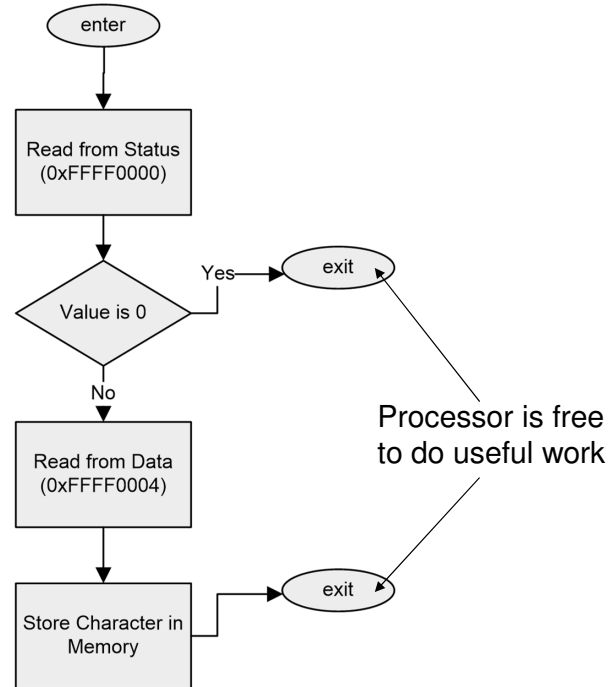 enter
Read from Status
(0xFFFF0000)
Yes
exit
Value is 0
No
Processor is free
to do useful work
Read from Data
(0xFFFF0004)
exit
Store Character in
Memory